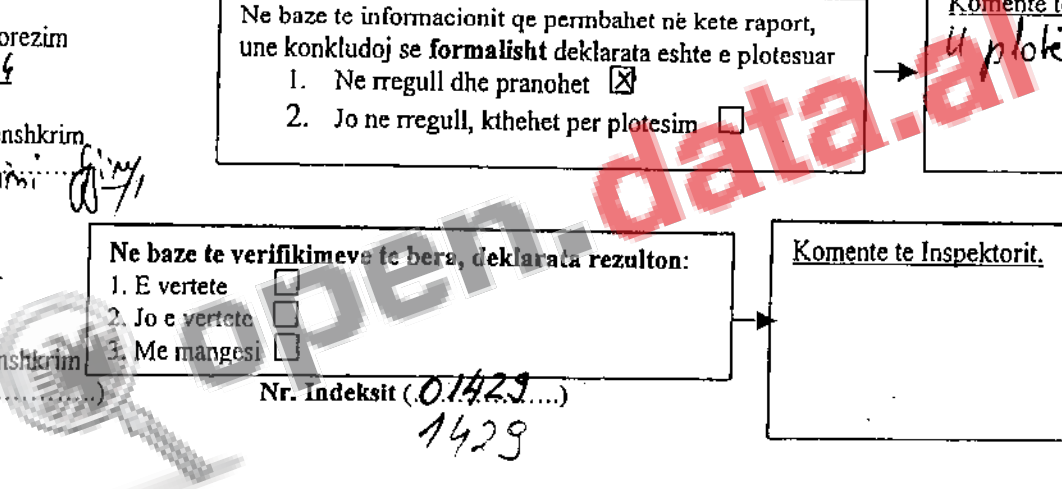 orezim
Ne baze te informacionit qe permbahet në kete raport,
une konkludoj se formalisht deklarata eshte e plotesuar
1. Ne rregull dhe pranohet ☒
2. Jo ne rregull, kthehet per plotesim ☐
Komente te
U plotë
nshkrim
Ne baze te verifikimeve te bera, deklarata rezulton:
1. E vertete ☐
2. Jo e vertete ☐
3. Me mangesi ☐
Komente te Inspektorit.
nshkrim
Nr. Indeksit (.01429....)
1429
open.data.al